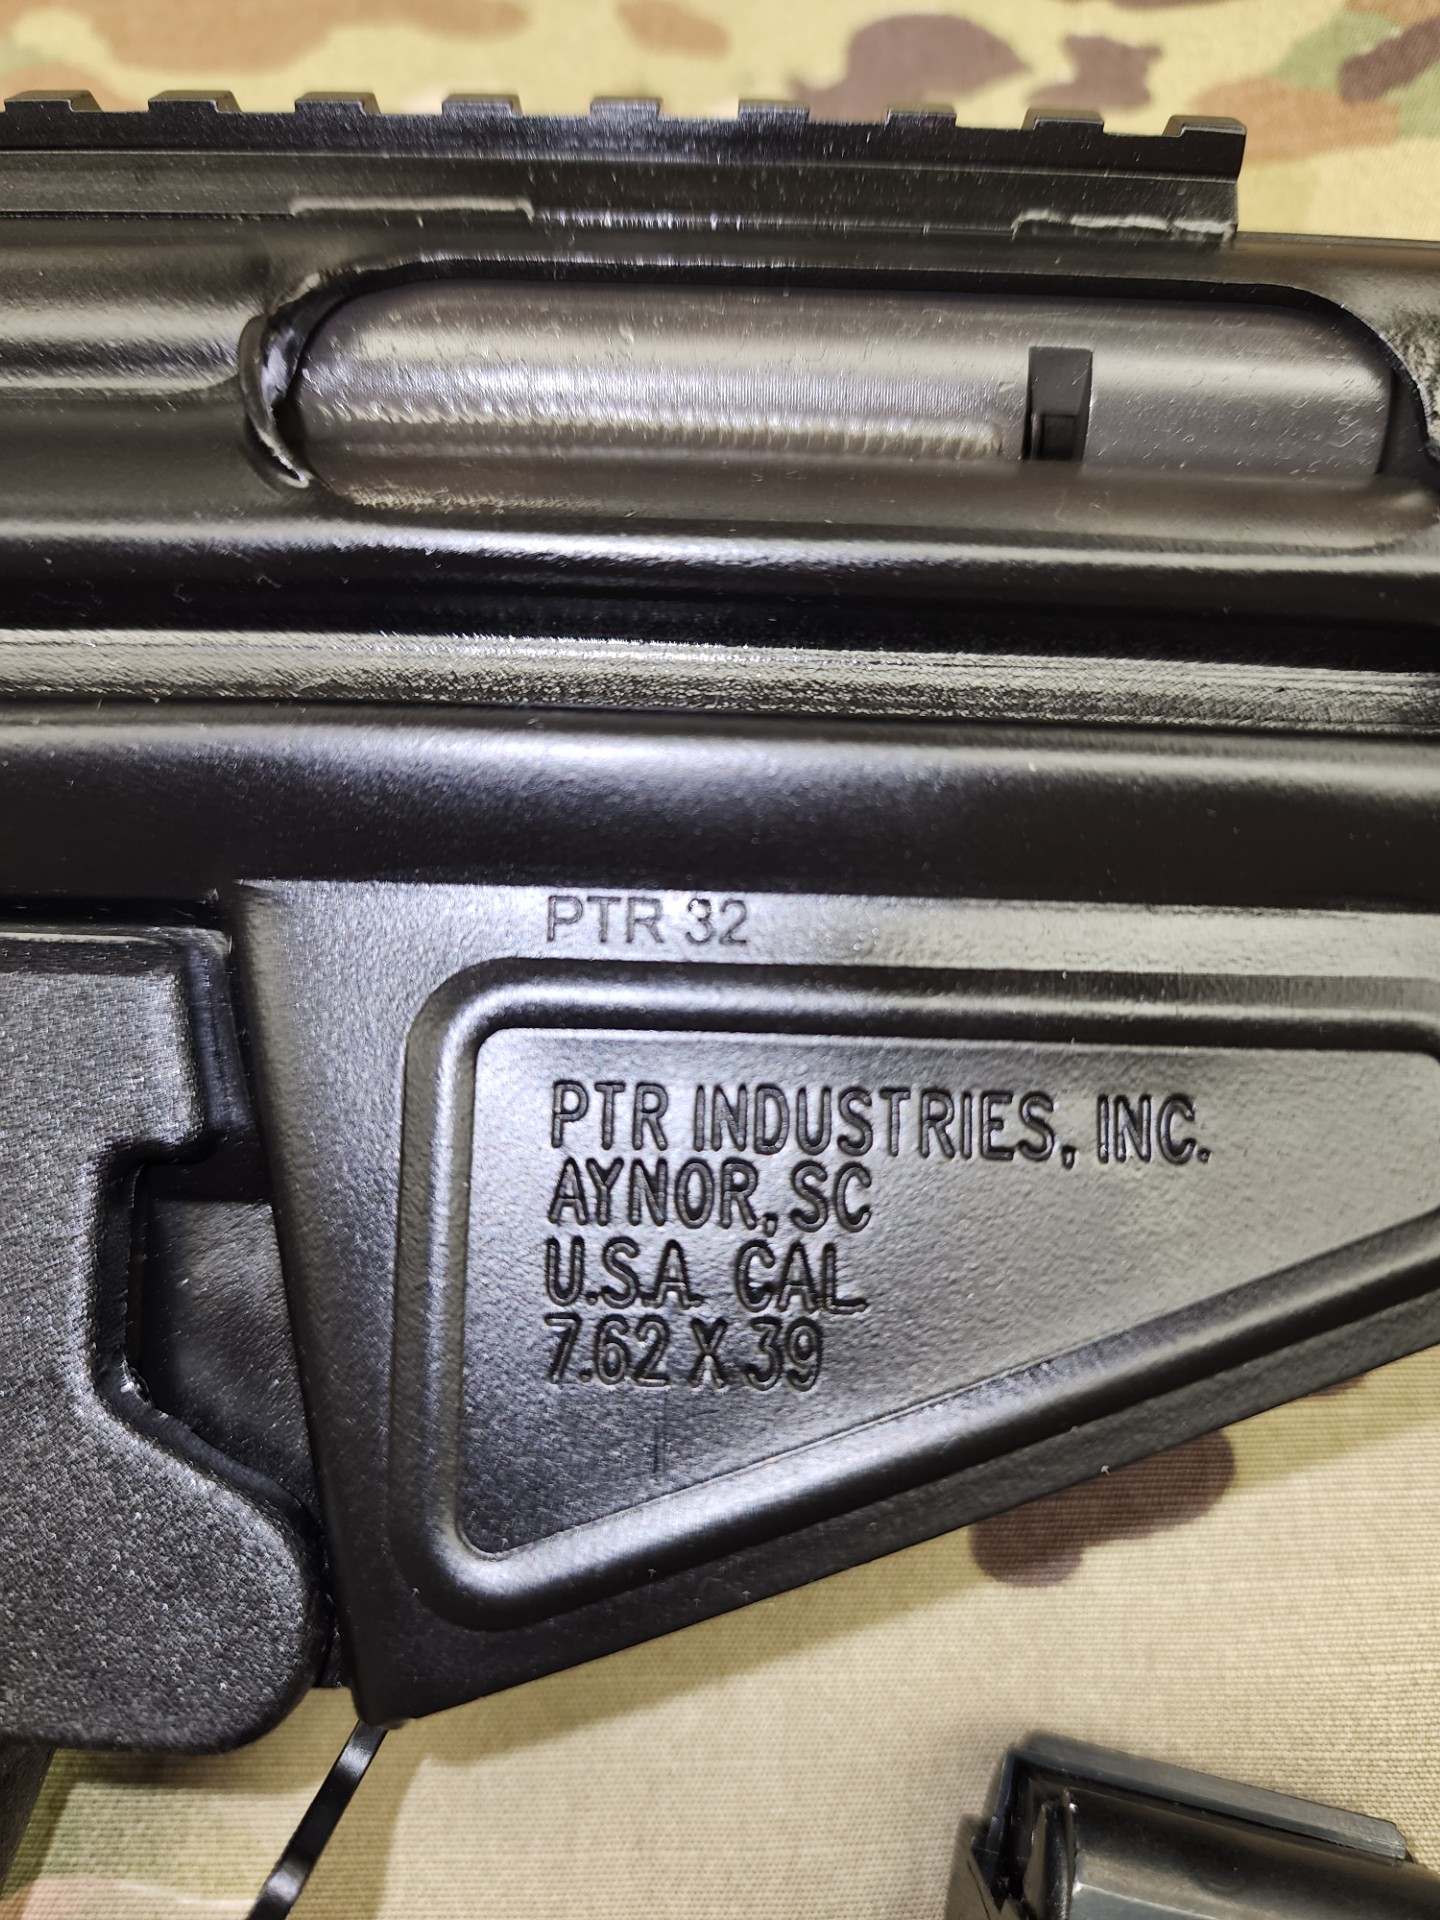 PTR 32
PTR INDUSTRIES, INC.
AYNOR, SC
U.S.A. CAL.
7.62 X 39